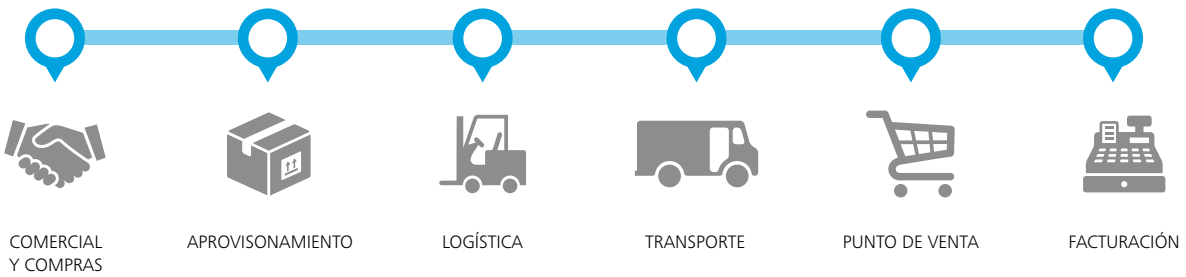 COMERCIAL
Y COMPRAS
APROVISONAMIENTO
LOGÍSTICA
TRANSPORTE
PUNTO DE VENTA
FACTURACIÓN